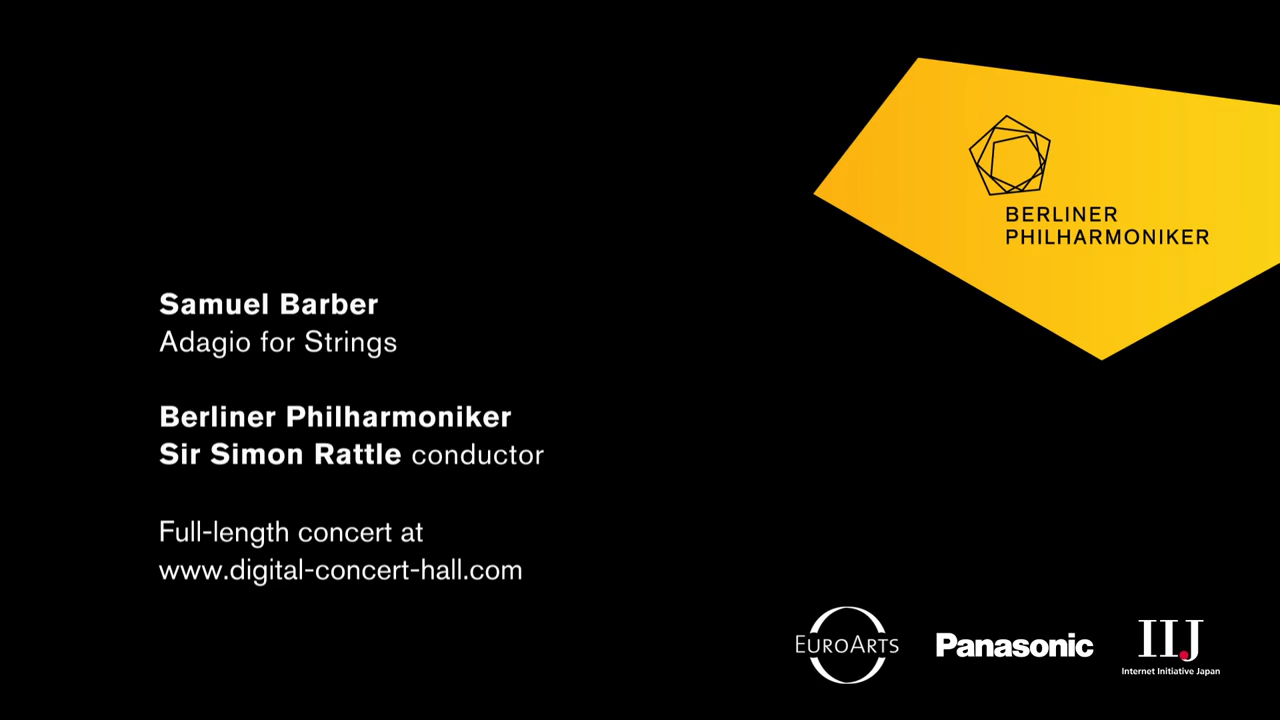 BERLINER
PHILHARMONIKER
Samuel Barber
Adagio for Strings
Berliner Philharmoniker
Sir Simon Rattle conductor
Full-length concert at
www.digital-concert-hall.com
EUROARTS
Panasonic
IIJ
Internet Initiative Japan